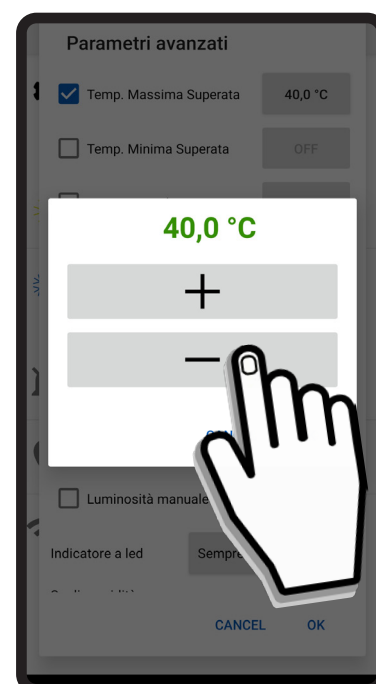 Parametri avanzati
Temp. Massima Superata 40,0 °C
Temp. Minima Superata OFF
40,0 °C
+
−
Luminosità manuale
Indicatore a led Sempre
CANCEL OK